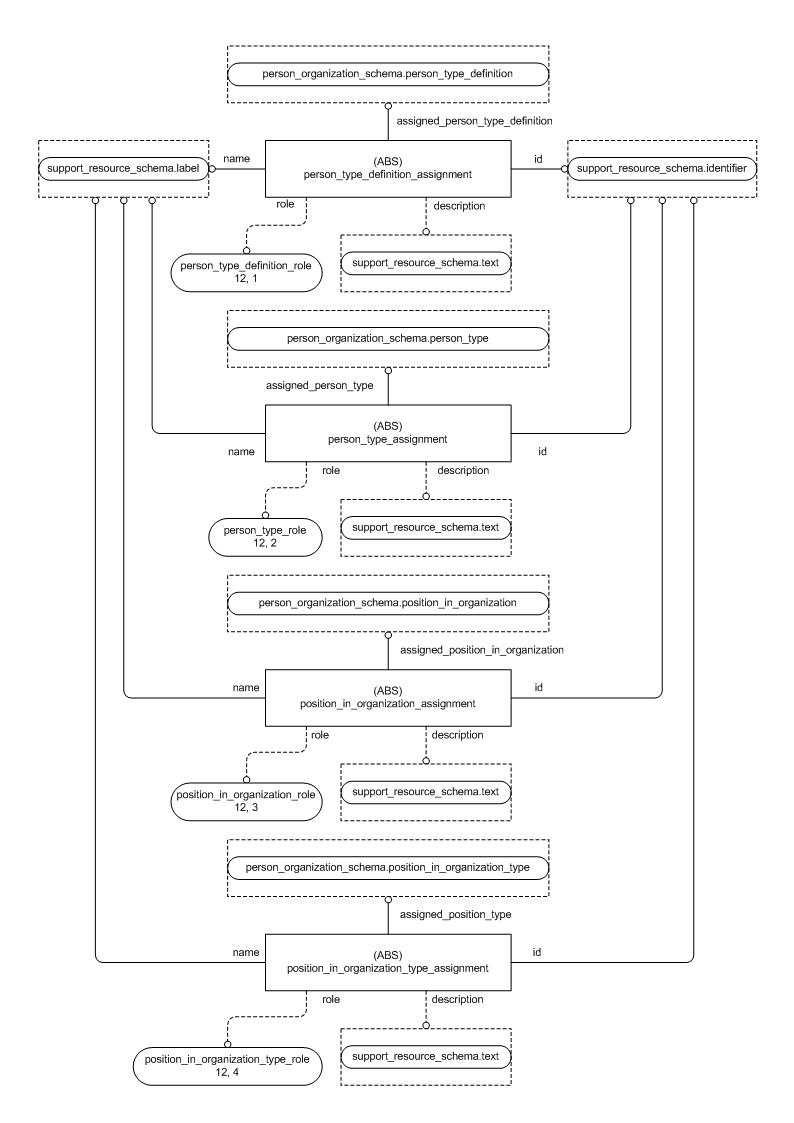 person_organization_schema.person_type_definition
assigned_person_type_definition
support_resource_schema.label
name
(ABS)
person_type_definition_assignment
id
support_resource_schema.identifier
role
description
person_type_definition_role
12, 1
support_resource_schema.text
person_organization_schema.person_type
assigned_person_type
(ABS)
person_type_assignment
name
id
role
description
person_type_role
12, 2
support_resource_schema.text
person_organization_schema.position_in_organization
assigned_position_in_organization
name
(ABS)
position_in_organization_assignment
id
role
description
position_in_organization_role
12, 3
support_resource_schema.text
person_organization_schema.position_in_organization_type
assigned_position_type
name
(ABS)
position_in_organization_type_assignment
id
role
description
position_in_organization_type_role
12, 4
support_resource_schema.text